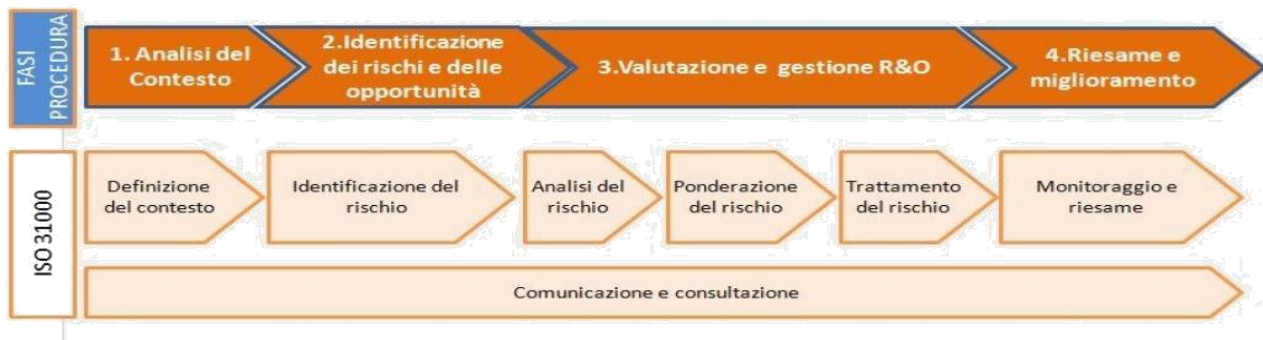 FASI
PROCEDURA
1. Analisi del
Contesto
2.Identificazione
dei rischi e delle
opportunità
3.Valutazione e gestione R&O
4.Riesame e
miglioramento
ISO 31000
Definizione
del contesto
Identificazione del
rischio
Analisi del
rischio
Ponderazione
del rischio
Trattamento
del rischio
Monitoraggio e
riesame
Comunicazione e consultazione